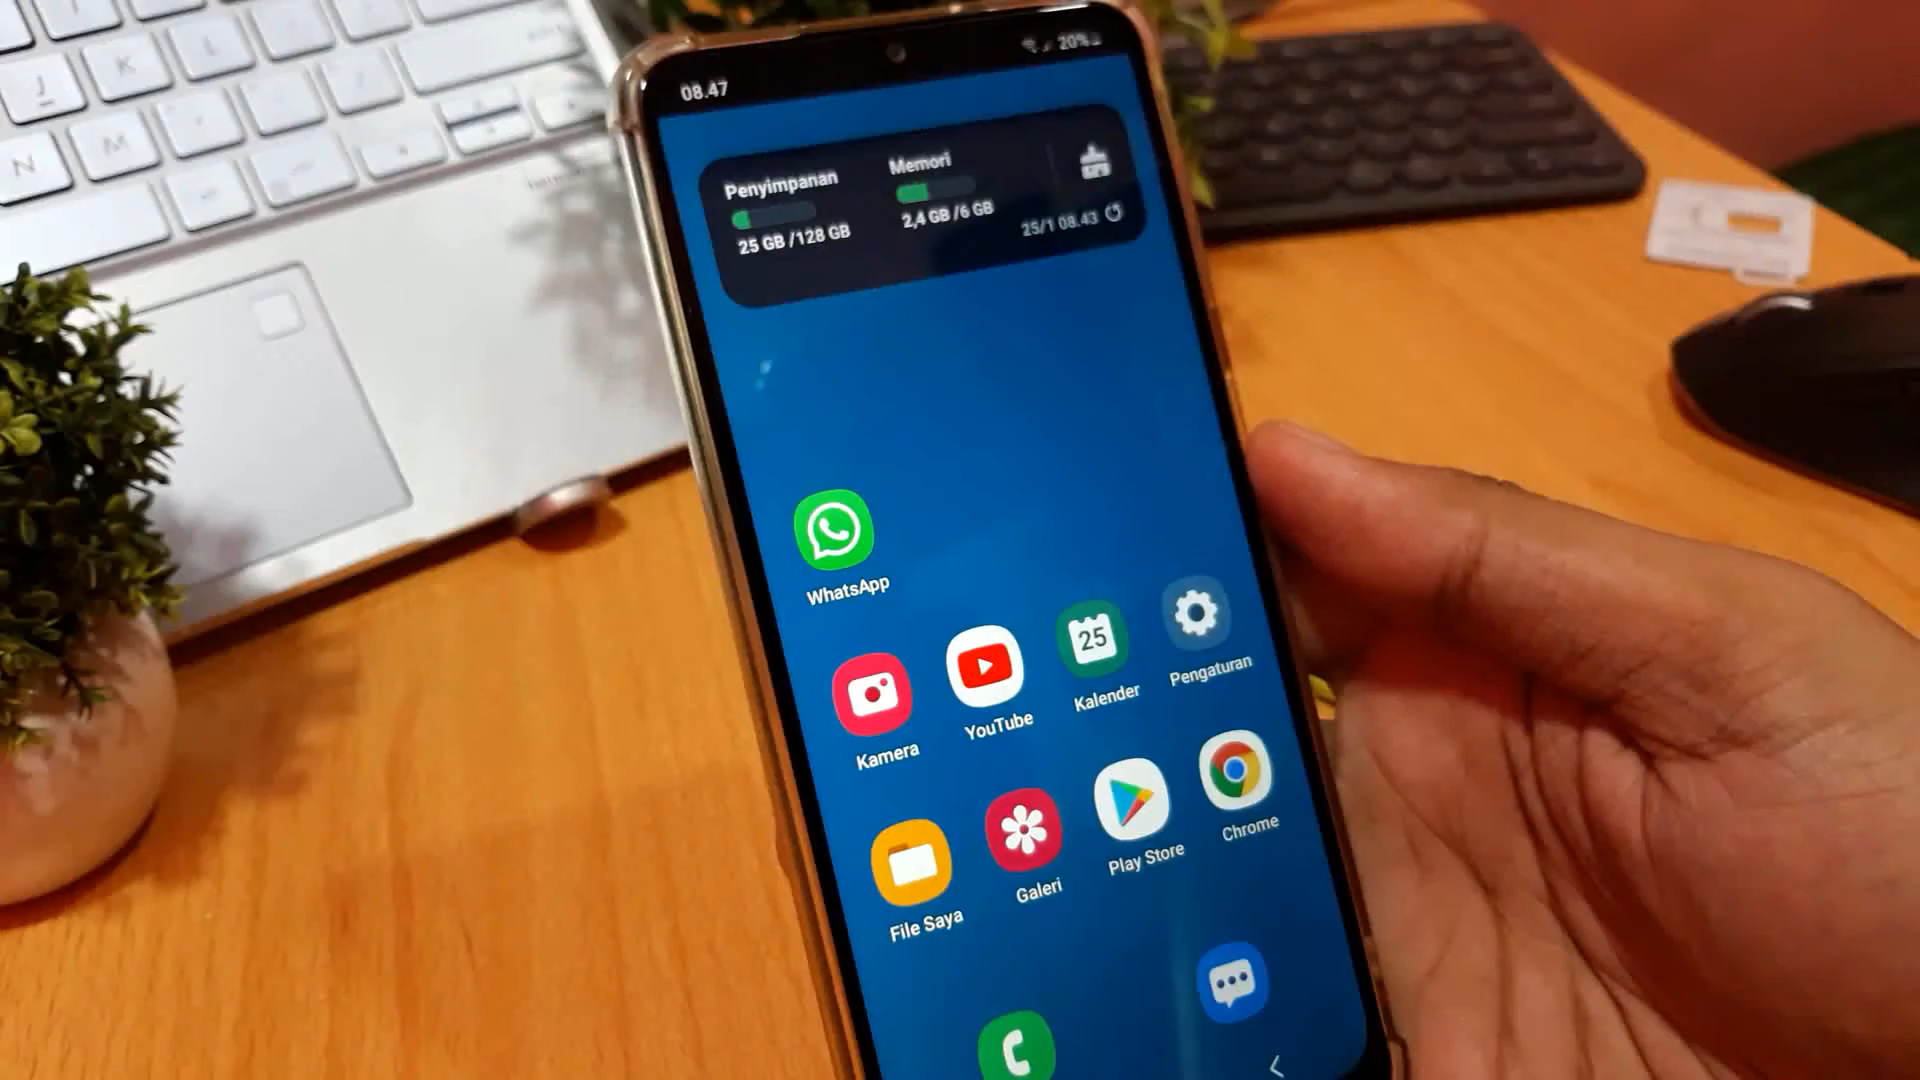 J
K
L
N
M
08.47
20%
Penyimpanan
25 GB /128 GB
Memori
2,4 GB /6 GB
25/1 08.43
WhatsApp
Kamera
YouTube
25
Kalender
Pengaturan
File Saya
Galeri
Play Store
Chrome